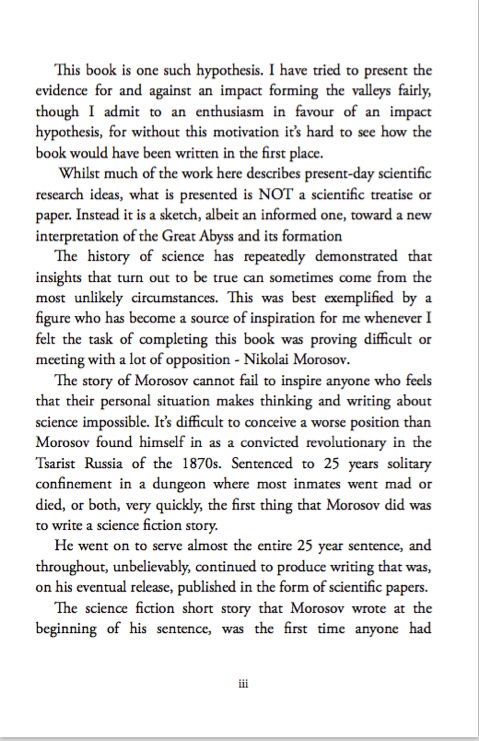 This book is one such hypothesis. I have tried to present the
evidence for and against an impact forming the valleys fairly,
though I admit to an enthusiasm in favour of an impact
hypothesis, for without this motivation it's hard to see how the
book would have been written in the first place.
Whilst much of the work here describes present-day scientific
research ideas, what is presented is NOT a scientific treatise or
paper. Instead it is a sketch, albeit an informed one, toward a new
interpretation of the Great Abyss and its formation
The history of science has repeatedly demonstrated that
insights that turn out to be true can sometimes come from the
most unlikely circumstances. This was best exemplified by a
figure who has become a source of inspiration for me whenever I
felt the task of completing this book was proving difficult or
meeting with a lot of opposition - Nikolai Morosov.
The story of Morosov cannot fail to inspire anyone who feels
that their personal situation makes thinking and writing about
science impossible. It's difficult to conceive a worse position than
Morosov found himself in as a convicted revolutionary in the
Tsarist Russia of the 1870s. Sentenced to 25 years solitary
confinement in a dungeon where most inmates went mad or
died, or both, very quickly, the first thing that Morosov did was
to write a science fiction story.
He went on to serve almost the entire 25 year sentence, and
throughout, unbelievably, continued to produce writing that was,
on his eventual release, published in the form of scientific papers.
The science fiction short story that Morosov wrote at the
beginning of his sentence, was the first time anyone had
iii